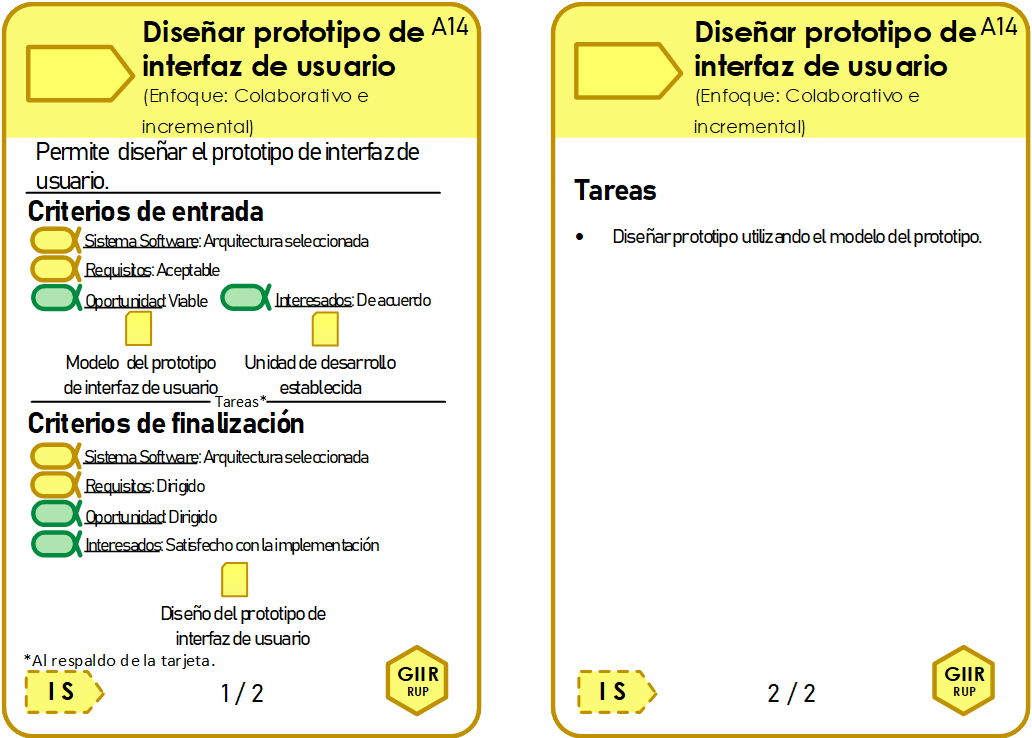 Diseñar prototipo de A14
interfaz de usuario
(Enfoque: Colaborativo e
incremental)
Permite diseñar el prototipo de interfaz de
usuario.
Criterios de entrada
Sistema Software: Arquitectura seleccionada
Requisitos: Aceptable
Oportunidad: Viable Interesados: De acuerdo
Modelo del prototipo
de interfaz de usuario
Unidad de desarrollo
establecida
Tareas*
Criterios de finalización
Sistema Software: Arquitectura seleccionada
Requisitos: Dirigido
Oportunidad: Dirigido
Interesados: Satisfecho con la implementación
Diseño del prototipo de
interfaz de usuario
*Al respaldo de la tarjeta.
IS
1 / 2
GIIR
RUP
Diseñar prototipo de A14
interfaz de usuario
(Enfoque: Colaborativo e
incremental)
Tareas
• Diseñar prototipo utilizando el modelo del prototipo.
IS
2 / 2
GIIR
RUP